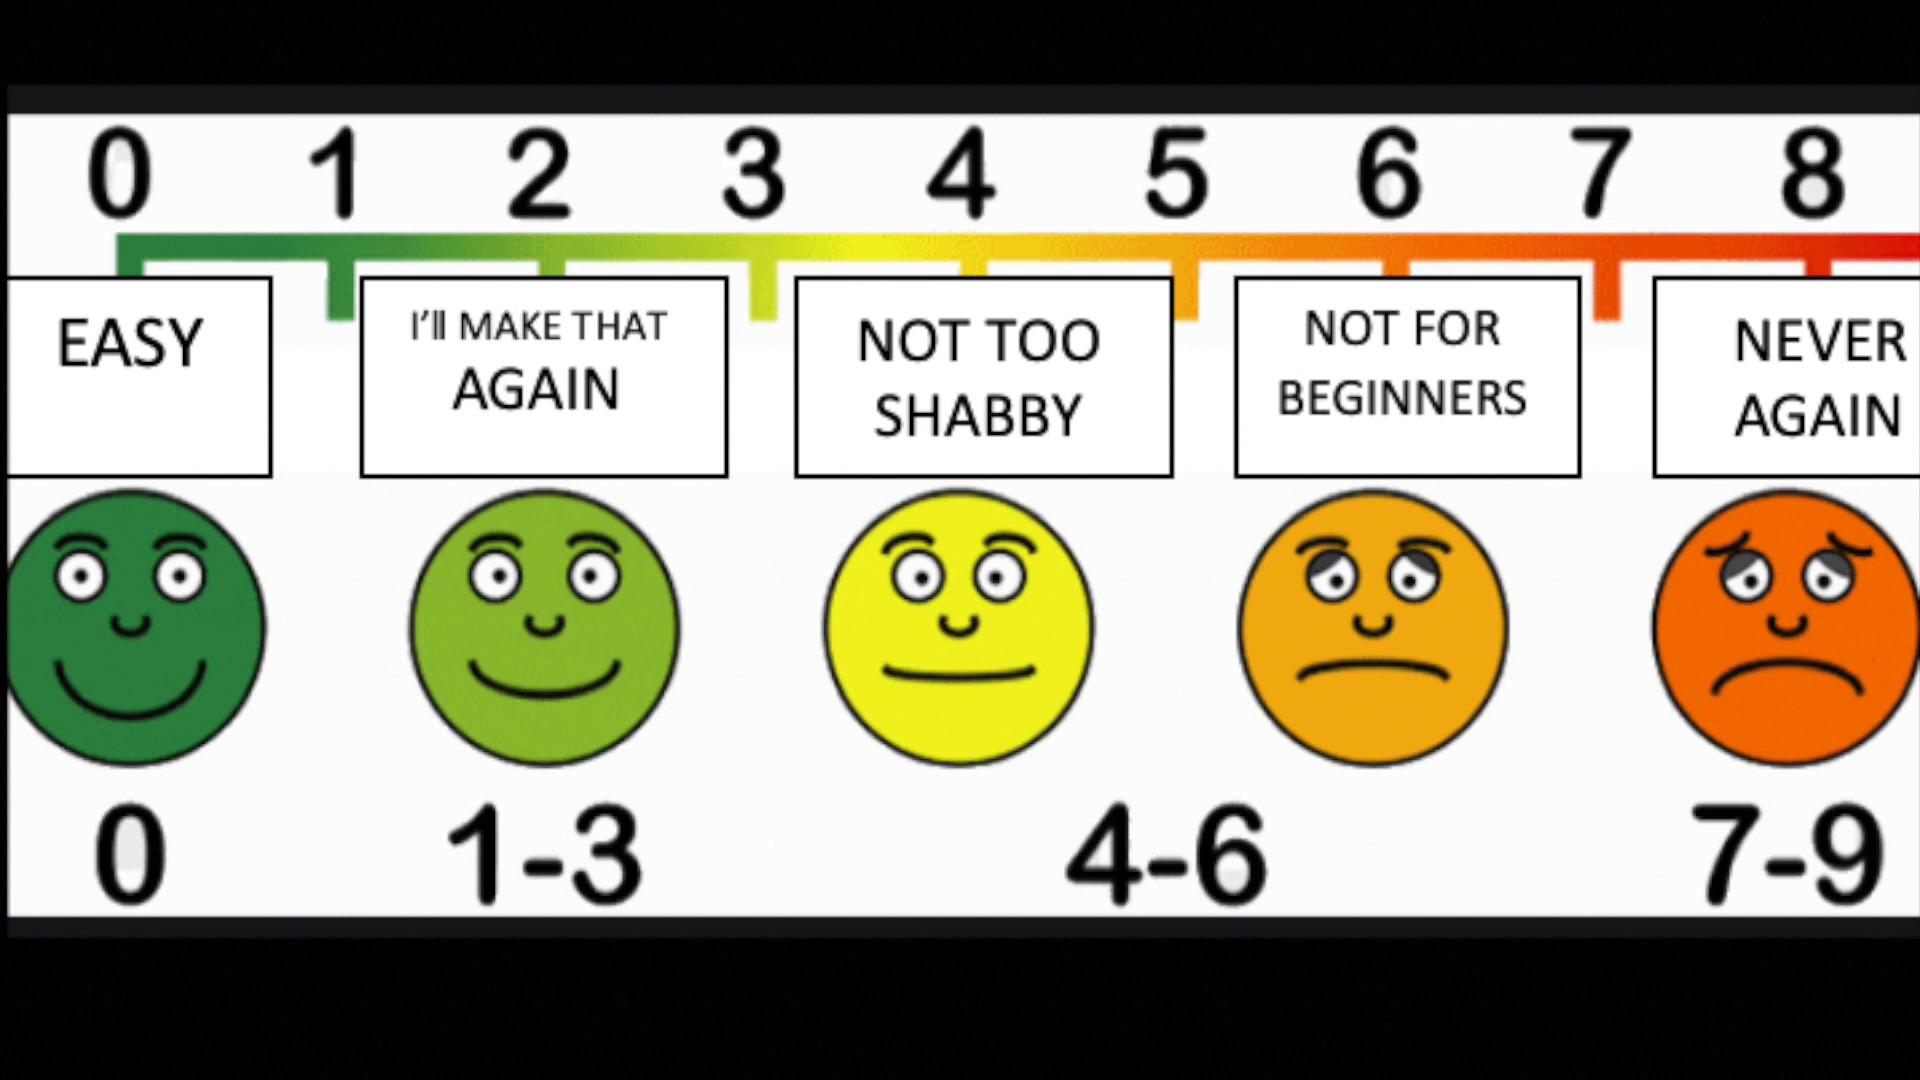 0 1 2 3 4 5 6 7 8
EASY
I'll MAKE THAT
AGAIN
NOT TOO
SHABBY
NOT FOR
BEGINNERS
NEVER
AGAIN
0 1-3 4-6 7-9